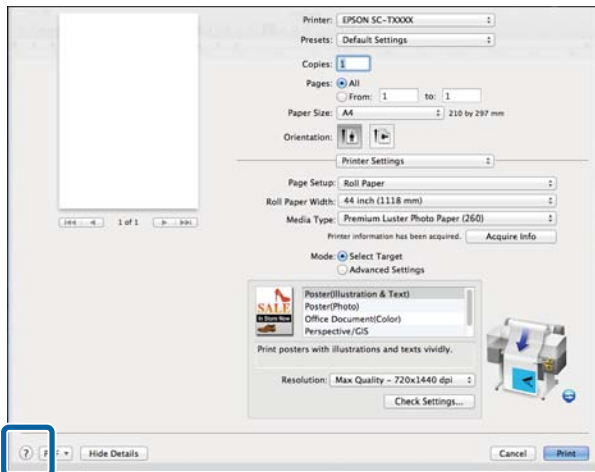 Printer: EPSON SC-TXXXX
Presets: Default Settings
Copies: 1
Pages: All
From: 1 to: 1
Paper Size: A4 210 by 297 mm
Orientation:
Printer Settings
Page Setup: Roll Paper
Roll Paper Width: 44 inch (1118 mm)
1 of 1
Media Type: Premium Luster Photo Paper (260)
Printer information has been acquired. Acquire Info
Mode: Select Target
Advanced Settings
SALE
In Store Now
Poster(Illustration & Text)
Poster(Photo)
Office Document(Color)
Perspective/GIS
Print posters with illustrations and texts vividly.
Resolution: Max Quality - 720x1440 dpi
Check Settings...
? Hide Details Cancel Print